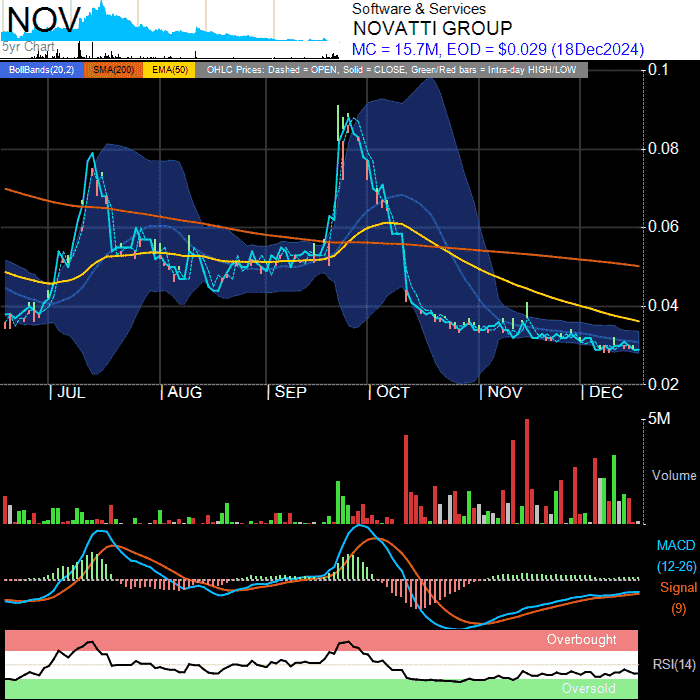 NOV
5yr Chart
Software & Services
NOVATTI GROUP
MC = 15.7M, EOD = $0.029 (18Dec2024)
BollBands(20,2) SMA(200) EMA(50) OHLC Prices: Dashed = OPEN, Solid = CLOSE, Green/Red bars = Intra-day HIGH/LOW
0.1
0.08
0.06
0.04
0.02
JUL AUG SEP OCT NOV DEC
5M
Volume
MACD
(12-26)
Signal
(9)
Overbought
RSI(14)
Oversold